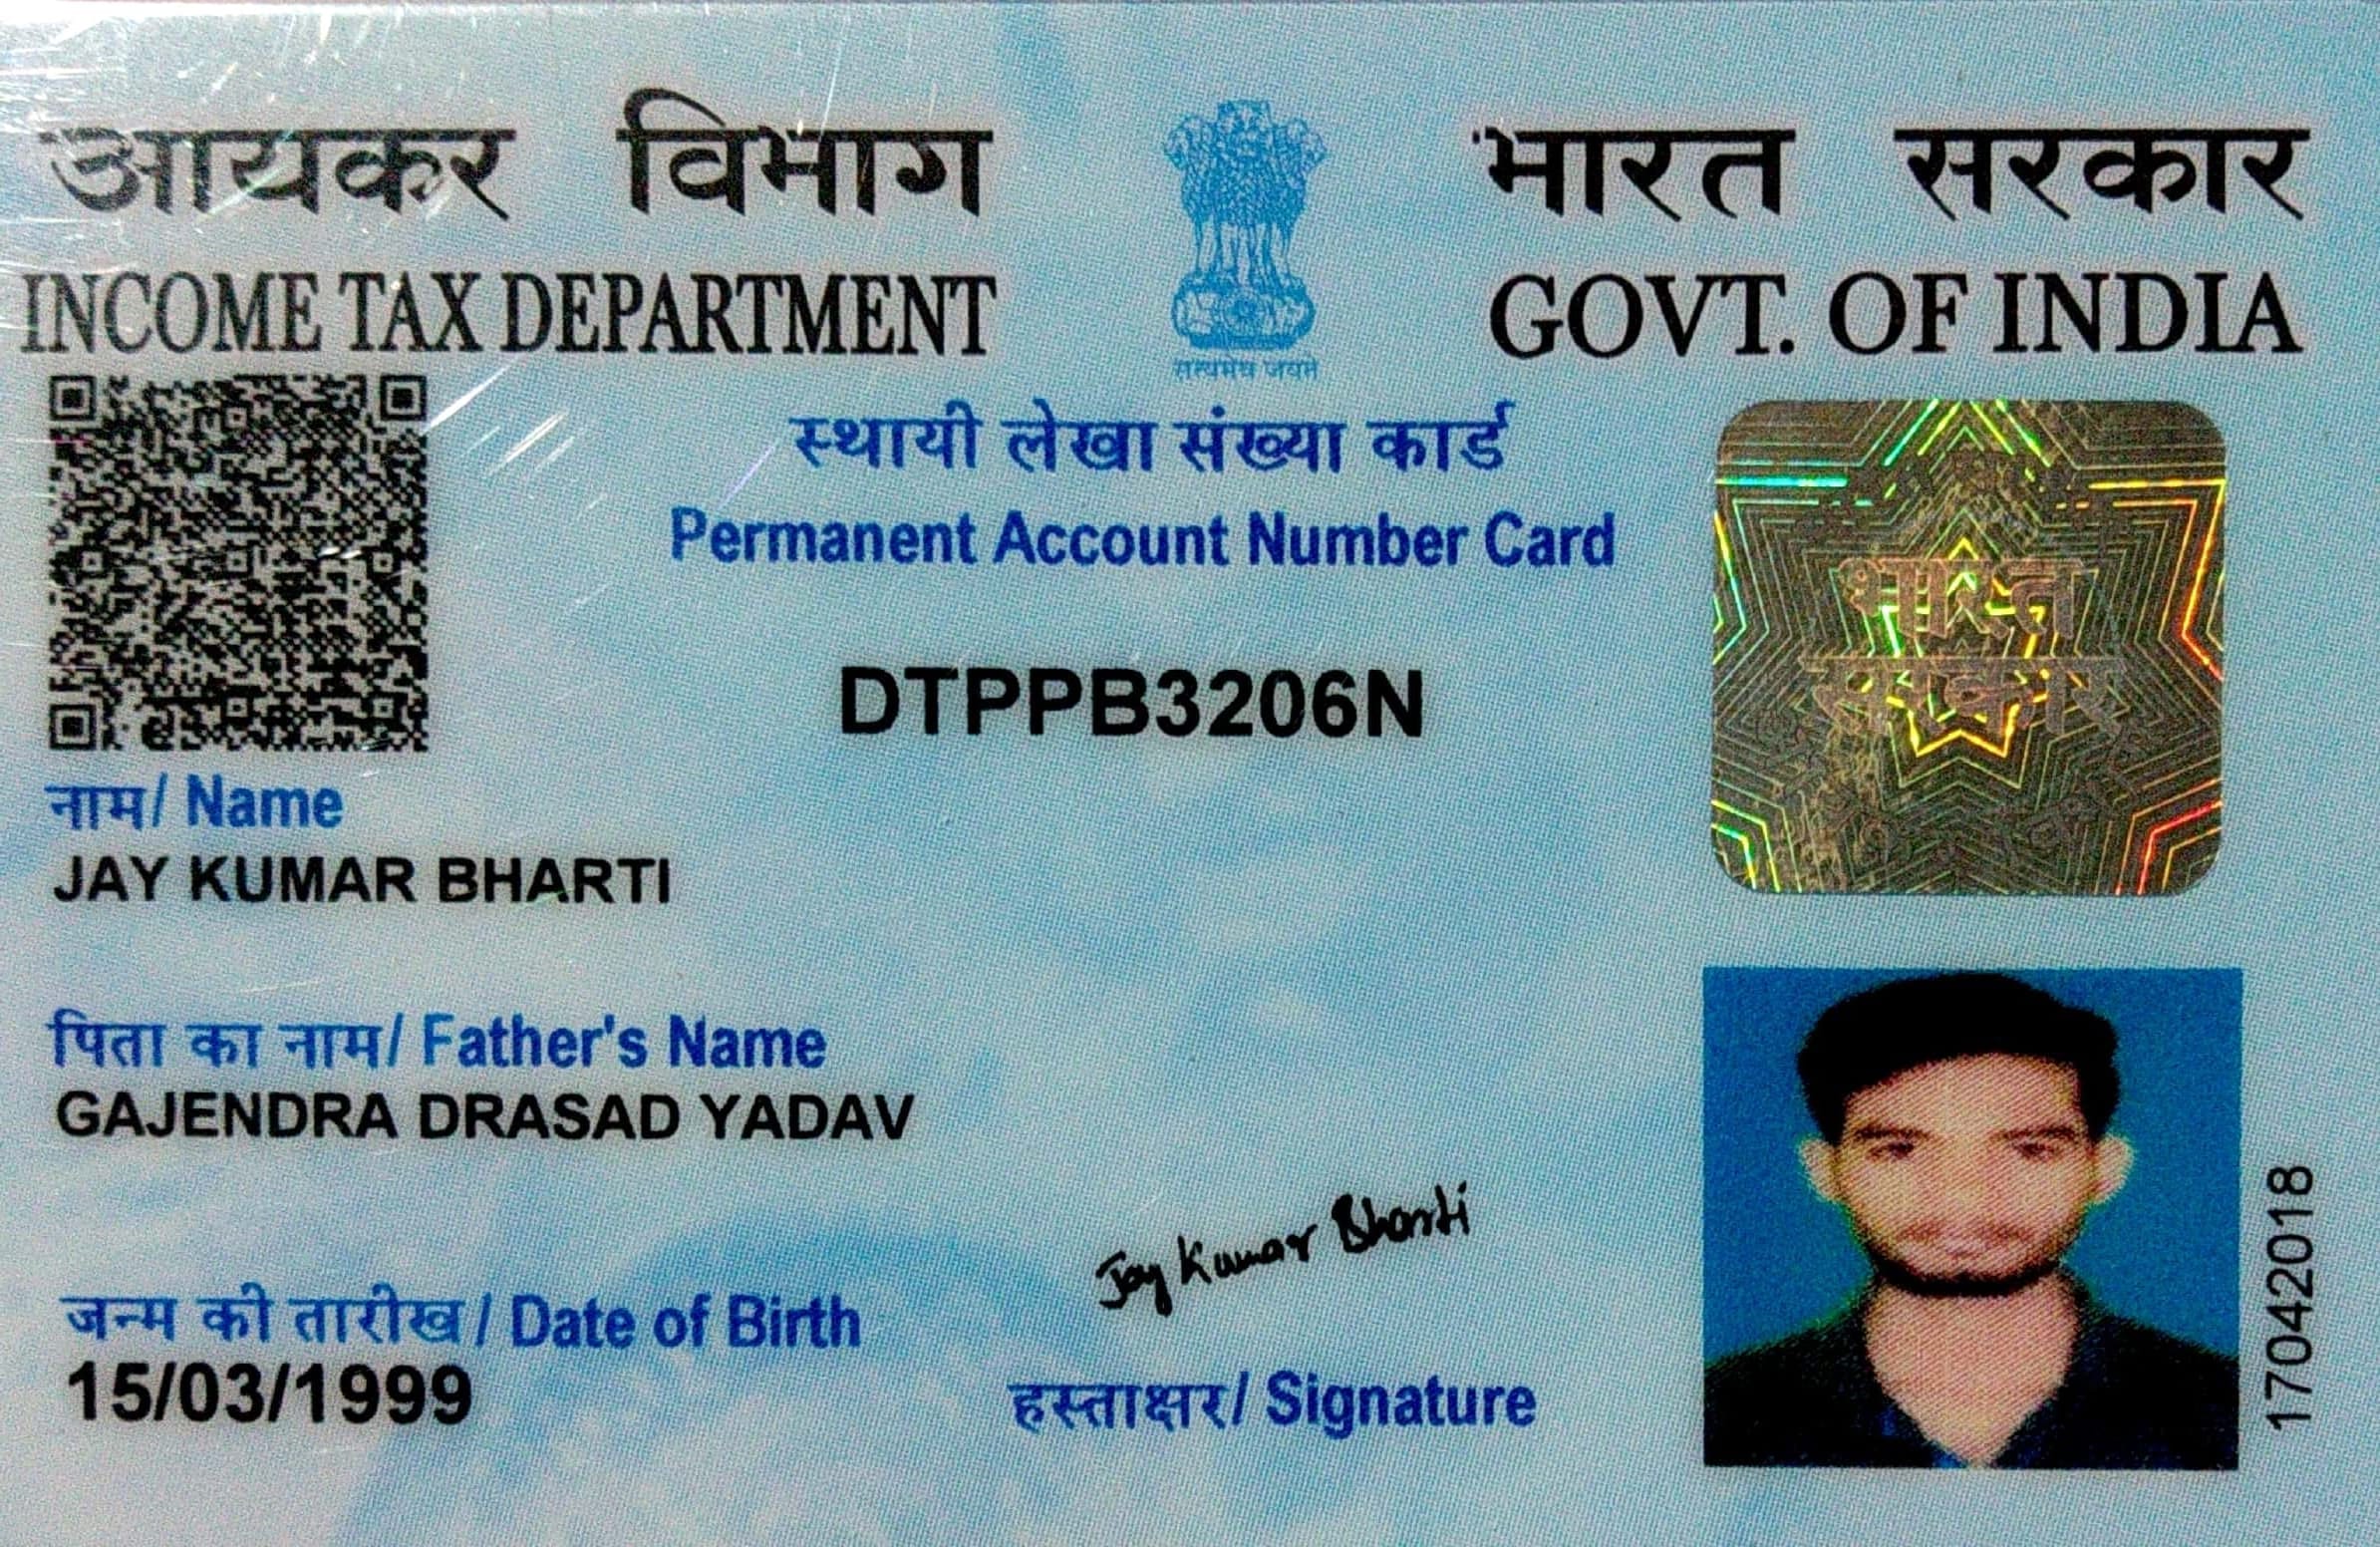 आयकर विभाग
INCOME TAX DEPARTMENT
सत्यमेव जयते
भारत सरकार
GOVT. OF INDIA
स्थायी लेखा संख्या कार्ड
Permanent Account Number Card
DTPPB3206N
भारत
सरकार
नाम/ Name
JAY KUMAR BHARTI
पिता का नाम/ Father's Name
GAJENDRA DRASAD YADAV
जन्म की तारीख/ Date of Birth
15/03/1999
Jay Kumar Bharti
हस्ताक्षर/ Signature
17042018